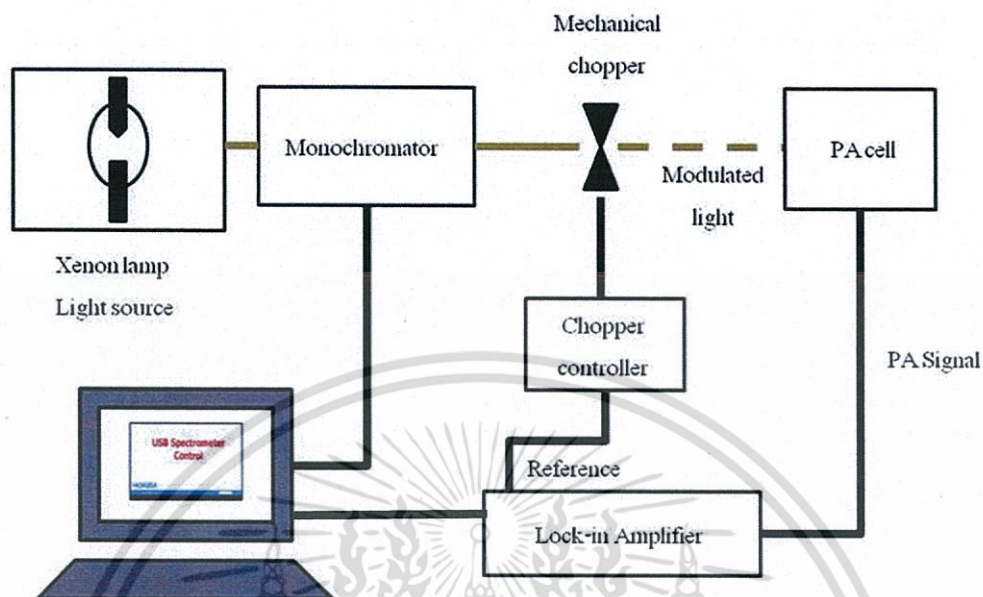 Mechanical
chopper
Monochromator
PA cell
Modulated
light
Xenon lamp
Light source
Chopper
controller
PA Signal
USB Spectrometer
Control
HORIBA
Reference
Lock-in Amplifier